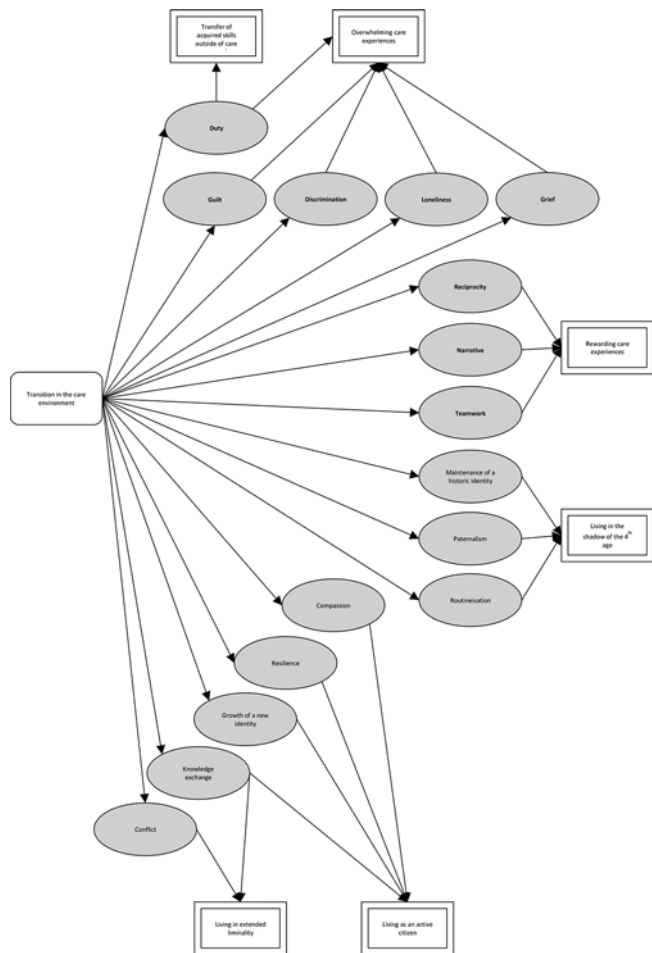 Transfer of
acquired skills
outside of care
Overwhelming care
experiences
Duty
Guilt
Discrimination
Loneliness
Grief
Reciprocity
Narrative
Rewarding care
experiences
Transition in the care
environment
Teamwork
Maintenance of a
historic identity
Paternalism
Living in the
shadow of the 4th
age
Routineisation
Compassion
Resilience
Growth of a new
identity
Knowledge
exchange
Conflict
Living in extended
liminality
Living as an active
citizen